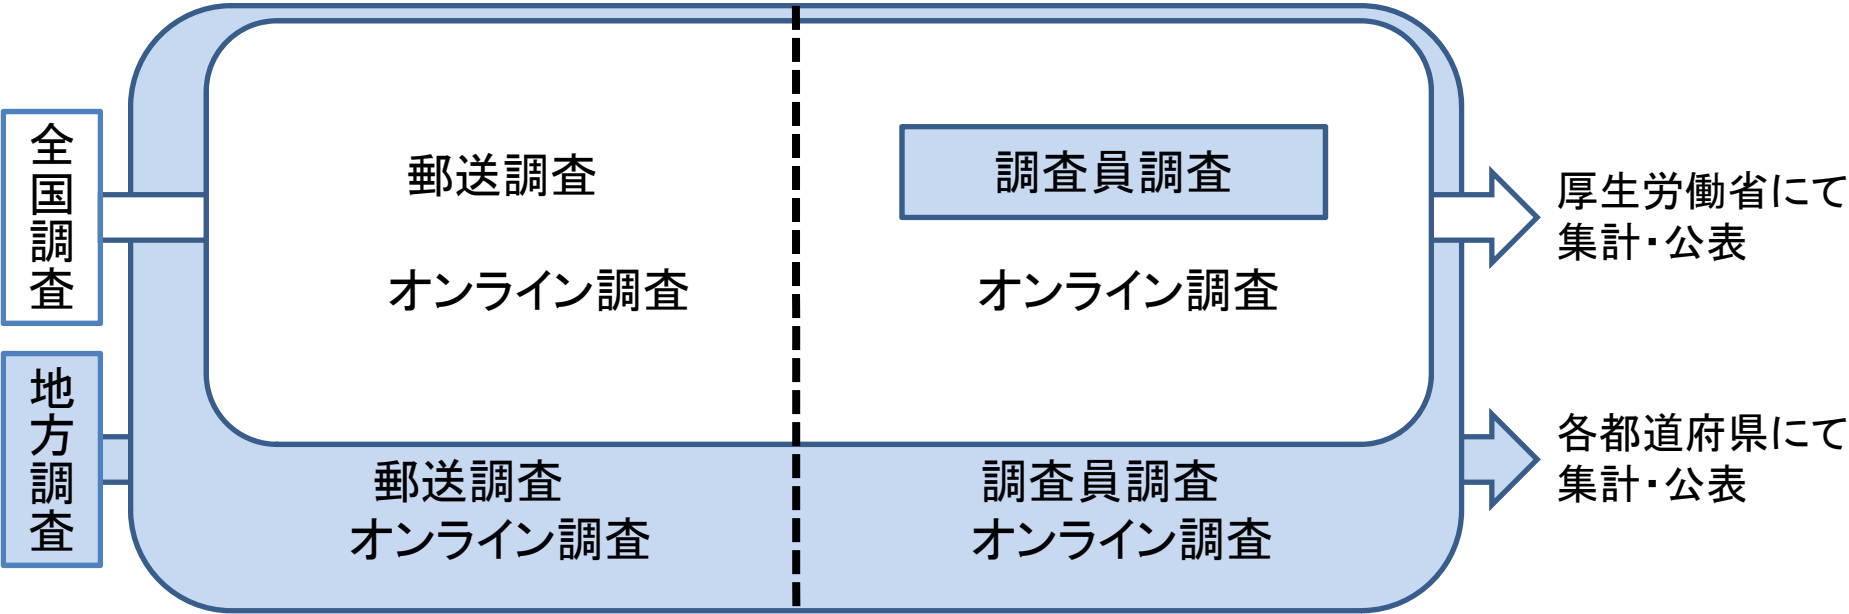 全国調査
郵送調査
調査員調査
オンライン調査
オンライン調査
厚生労働省にて
集計・公表
地方調査
郵送調査
調査員調査
オンライン調査
オンライン調査
各都道府県にて
集計・公表